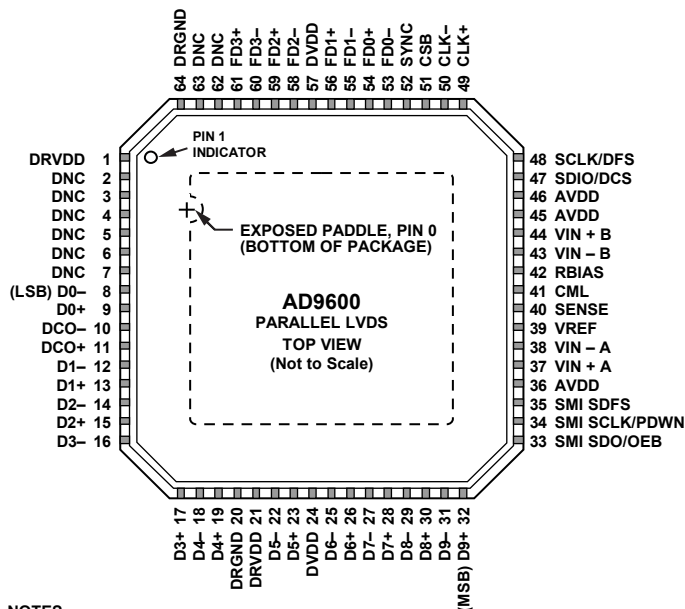 64 DRGND
63 DNC
62 DNC
61 FD3+
60 FD3–
59 FD2+
58 FD2–
57 DVDD
56 FD1+
55 FD1–
54 FD0+
53 FD0–
52 SYNC
51 CSB
50 CLK–
49 CLK+
PIN 1
INDICATOR
DRVDD 1
DNC 2
DNC 3
DNC 4
DNC 5
DNC 6
DNC 7
(LSB) D0– 8
D0+ 9
DCO– 10
DCO+ 11
D1– 12
D1+ 13
D2– 14
D2+ 15
D3– 16
EXPOSED PADDLE, PIN 0
(BOTTOM OF PACKAGE)
AD9600
PARALLEL LVDS
TOP VIEW
(Not to Scale)
48 SCLK/DFS
47 SDIO/DCS
46 AVDD
45 AVDD
44 VIN + B
43 VIN – B
42 RBIAS
41 CML
40 SENSE
39 VREF
38 VIN – A
37 VIN + A
36 AVDD
35 SMI SDFS
34 SMI SCLK/PDWN
33 SMI SDO/OEB
D3+ 17
D4– 18
D4+ 19
DRGND 20
DRVDD 21
D5– 22
D5+ 23
DVDD 24
D6– 25
D6+ 26
D7– 27
D7+ 28
D8– 29
D8+ 30
D9– 31
(MSB) D9+ 32